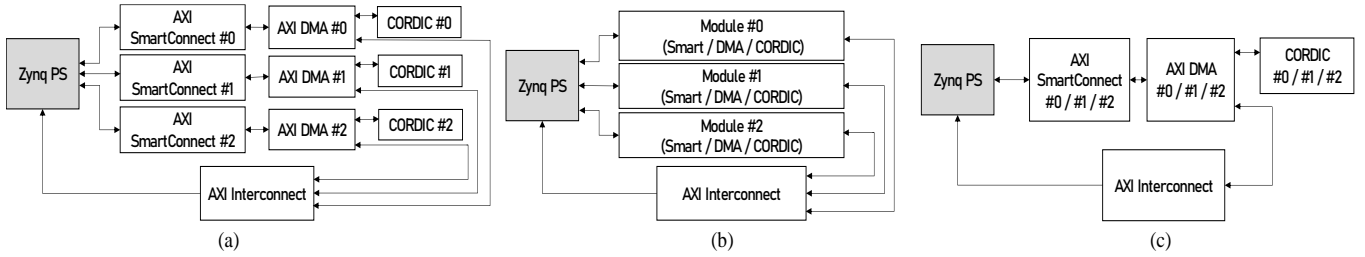 Zynq PS
AXI
SmartConnect #0
AXI DMA #0
CORDIC #0
AXI
SmartConnect #1
AXI DMA #1
CORDIC #1
AXI
SmartConnect #2
AXI DMA #2
CORDIC #2
AXI Interconnect
(a)
Zynq PS
Module #0
(Smart / DMA / CORDIC)
Module #1
(Smart / DMA / CORDIC)
Module #2
(Smart / DMA / CORDIC)
AXI Interconnect
(b)
Zynq PS
AXI
SmartConnect
#0 / #1 / #2
AXI DMA
#0 / #1 / #2
CORDIC
#0 / #1 / #2
AXI Interconnect
(c)